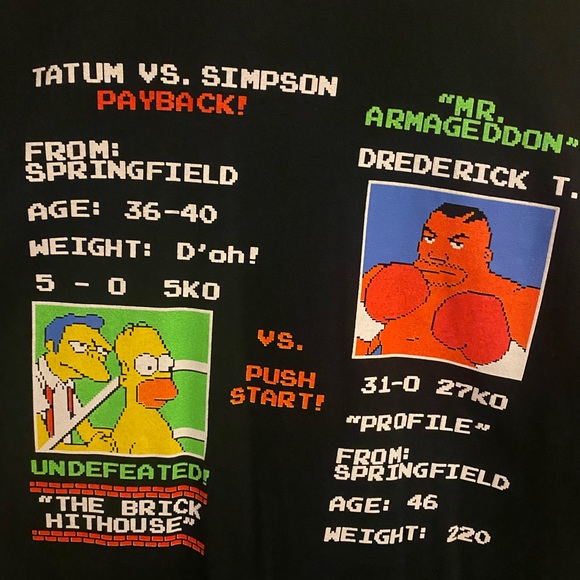 TATUM VS. SIMPSON
PAYBACK!
FROM:
SPRINGFIELD
AGE: 36-40
WEIGHT: D'oh!
5 - 0 5KO
UNDEFEATED!
"THE BRICK
HITHOUSE"
VS.
PUSH
START!
"MR.
ARMAGEDDON"
DREDERICK T.
31-0 27KO
"PROFILE"
FROM:
SPRINGFIELD
AGE: 46
WEIGHT: 220